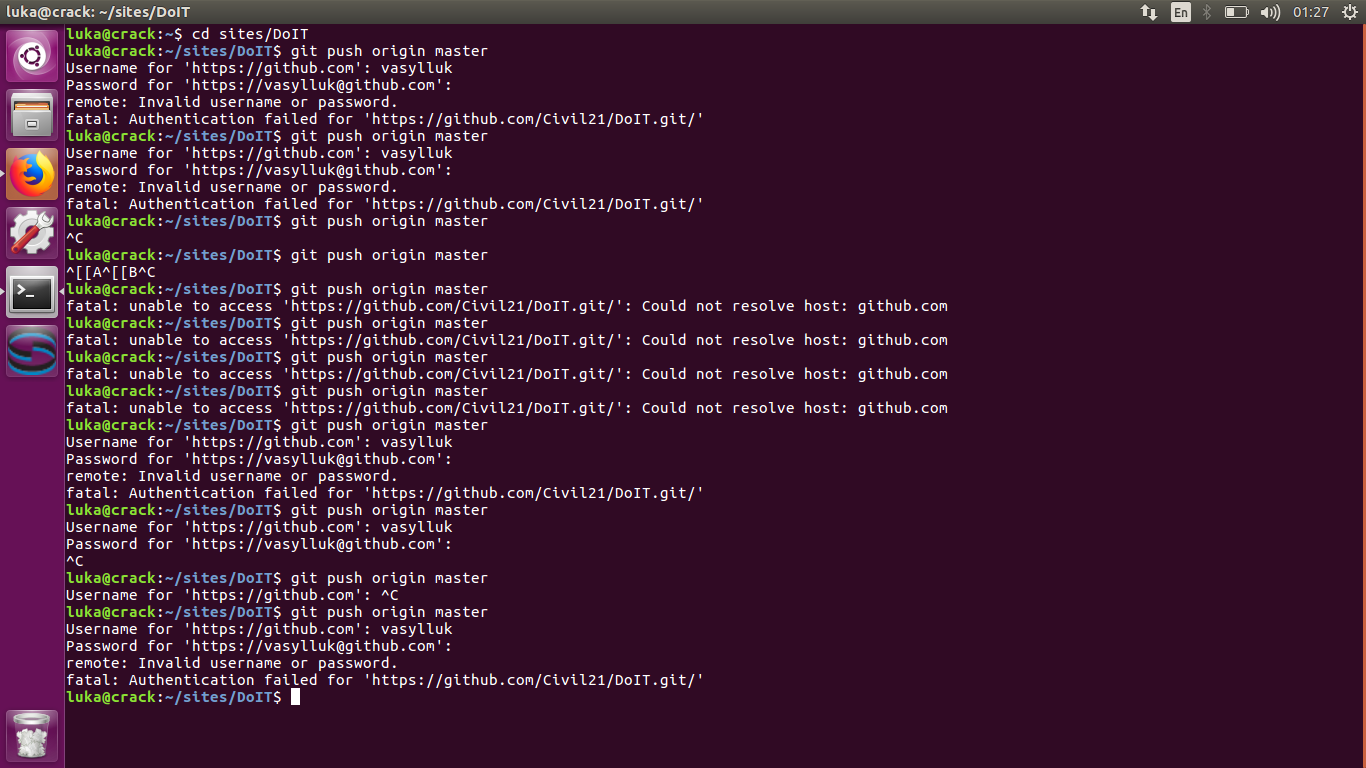 luka@crack: ~/sites/DoIT
En
01:27
luka@crack:~$ cd sites/DoIT
luka@crack:~/sites/DoIT$ git push origin master
Username for 'https://github.com': vasylluk
Password for 'https://vasylluk@github.com':
remote: Invalid username or password.
fatal: Authentication failed for 'https://github.com/Civil21/DoIT.git/'
luka@crack:~/sites/DoIT$ git push origin master
Username for 'https://github.com': vasylluk
Password for 'https://vasylluk@github.com':
remote: Invalid username or password.
fatal: Authentication failed for 'https://github.com/Civil21/DoIT.git/'
luka@crack:~/sites/DoIT$ git push origin master
^C
luka@crack:~/sites/DoIT$ git push origin master
^[[A^[[B^C
luka@crack:~/sites/DoIT$ git push origin master
fatal: unable to access 'https://github.com/Civil21/DoIT.git/': Could not resolve host: github.com
luka@crack:~/sites/DoIT$ git push origin master
fatal: unable to access 'https://github.com/Civil21/DoIT.git/': Could not resolve host: github.com
luka@crack:~/sites/DoIT$ git push origin master
fatal: unable to access 'https://github.com/Civil21/DoIT.git/': Could not resolve host: github.com
luka@crack:~/sites/DoIT$ git push origin master
fatal: unable to access 'https://github.com/Civil21/DoIT.git/': Could not resolve host: github.com
luka@crack:~/sites/DoIT$ git push origin master
Username for 'https://github.com': vasylluk
Password for 'https://vasylluk@github.com':
remote: Invalid username or password.
fatal: Authentication failed for 'https://github.com/Civil21/DoIT.git/'
luka@crack:~/sites/DoIT$ git push origin master
Username for 'https://github.com': vasylluk
Password for 'https://vasylluk@github.com':
^C
luka@crack:~/sites/DoIT$ git push origin master
Username for 'https://github.com': ^C
luka@crack:~/sites/DoIT$ git push origin master
Username for 'https://github.com': vasylluk
Password for 'https://vasylluk@github.com':
remote: Invalid username or password.
fatal: Authentication failed for 'https://github.com/Civil21/DoIT.git/'
luka@crack:~/sites/DoIT$